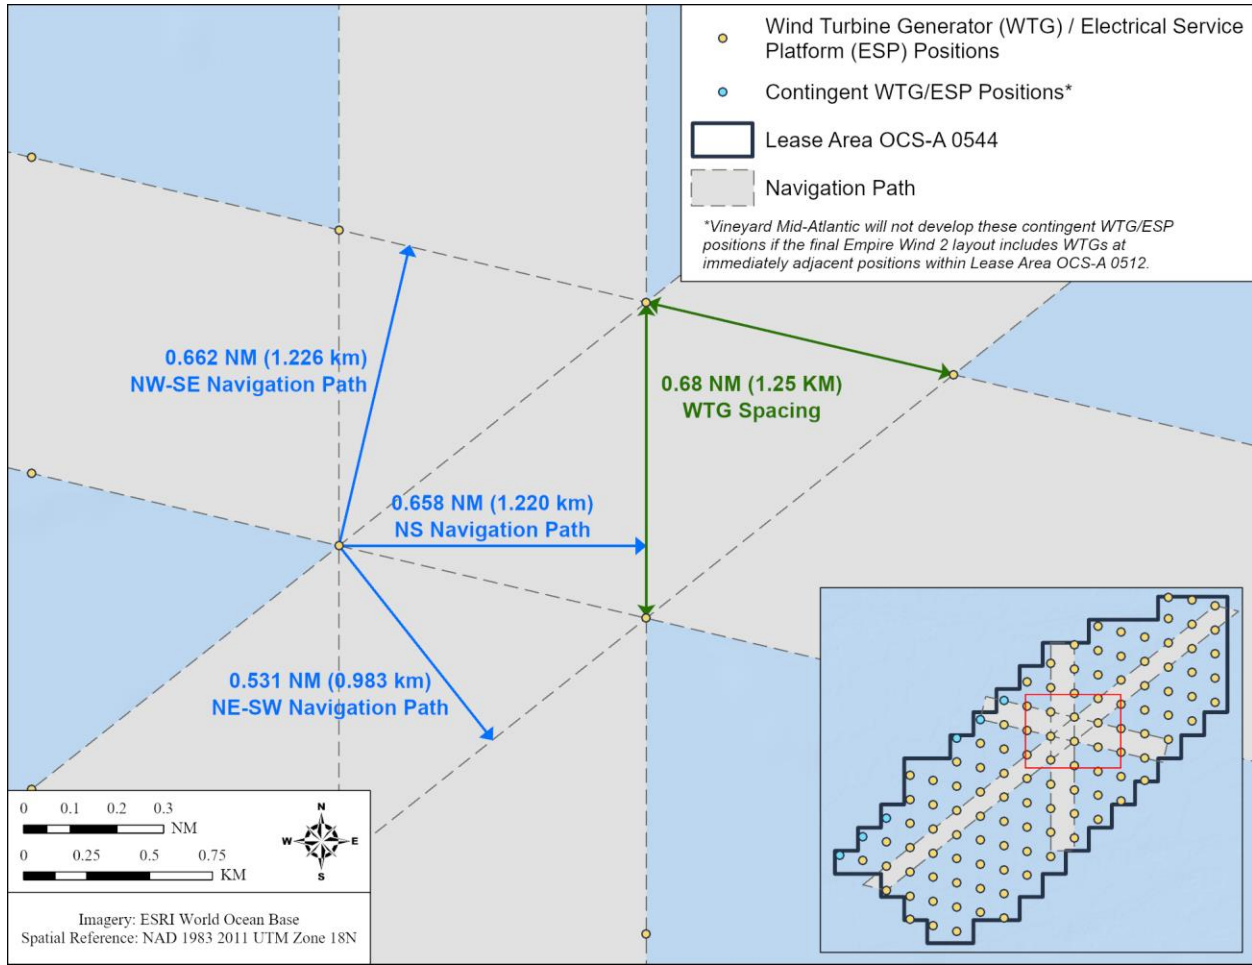 Wind Turbine Generator (WTG) / Electrical Service
Platform (ESP) Positions
Contingent WTG/ESP Positions*
Lease Area OCS-A 0544
Navigation Path
*Vineyard Mid-Atlantic will not develop these contingent WTG/ESP
positions if the final Empire Wind 2 layout includes WTGs at
immediately adjacent positions within Lease Area OCS-A 0512.
0.662 NM (1.226 km)
NW-SE Navigation Path
0.68 NM (1.25 KM)
WTG Spacing
0.658 NM (1.220 km)
NS Navigation Path
0.531 NM (0.983 km)
NE-SW Navigation Path
0 0.1 0.2 0.3
NM
0 0.25 0.5 0.75
KM
N
W E
S
Imagery: ESRI World Ocean Base
Spatial Reference: NAD 1983 2011 UTM Zone 18N